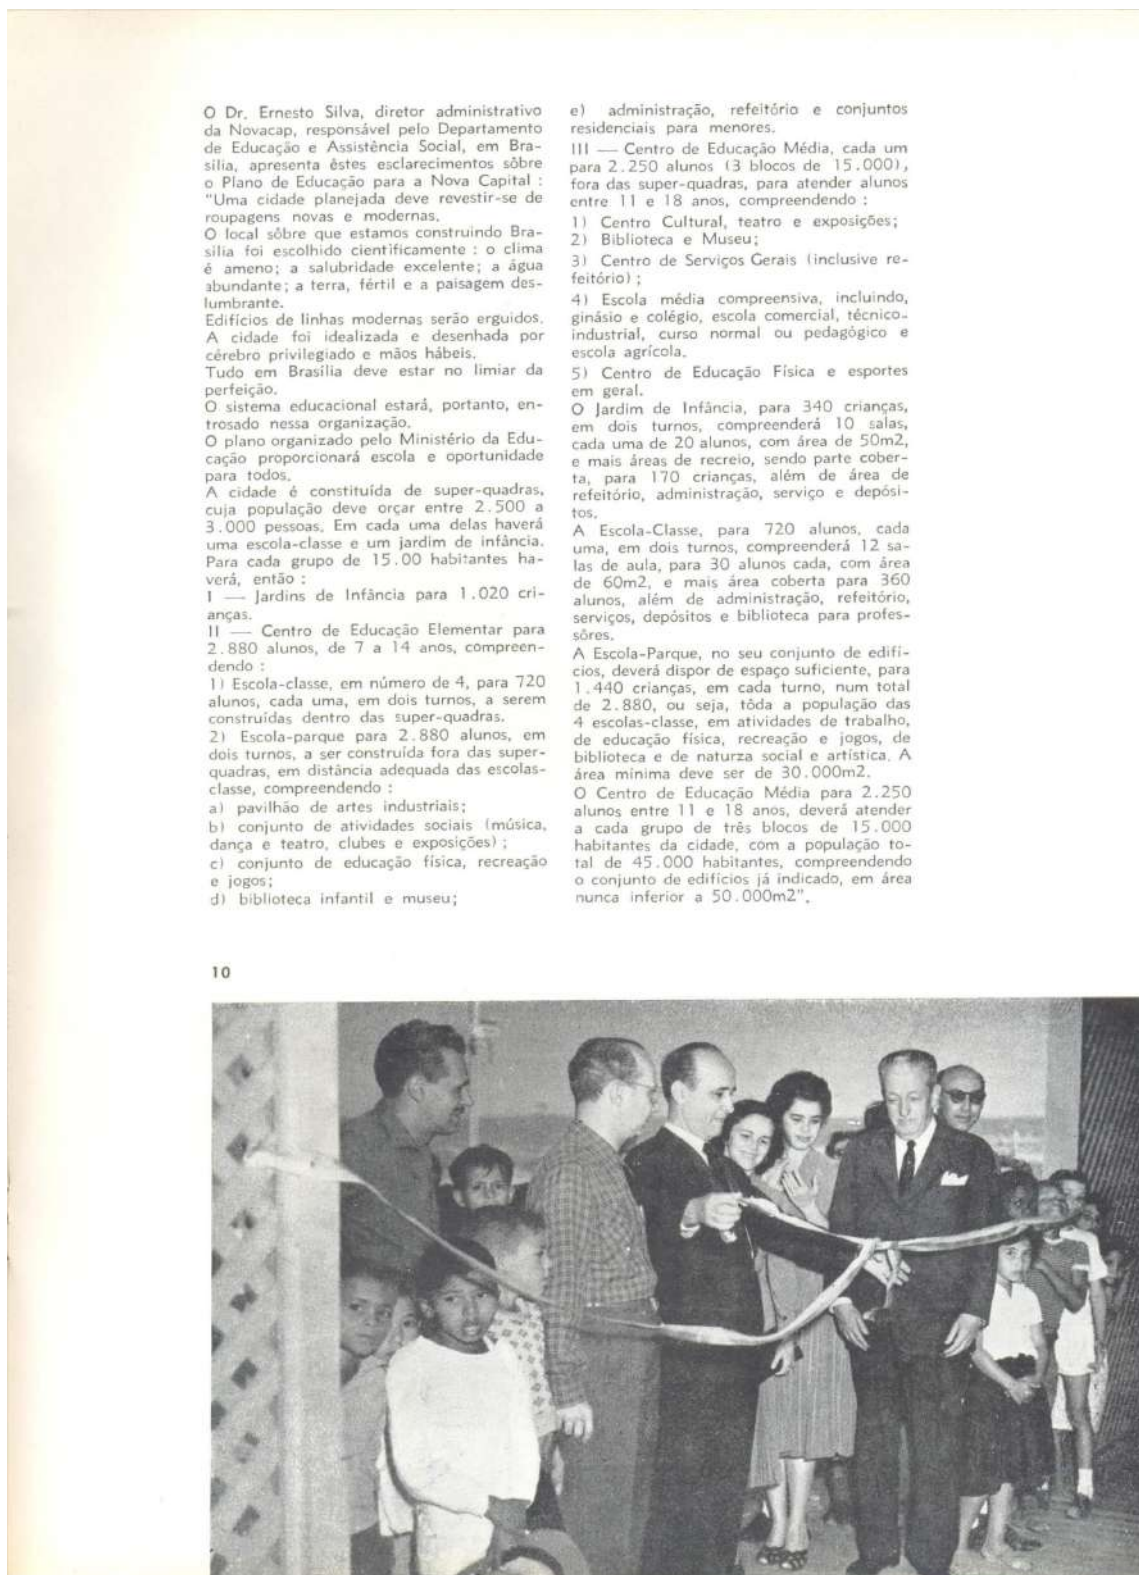 O Dr. Ernesto Silva, diretor administrativo
da Novacap, responsável pelo Departamento
de Educação e Assistência Social, em Bra-
sília, apresenta êstes esclarecimentos sôbre
o Plano de Educação para a Nova Capital :
"Uma cidade planejada deve revestir-se de
roupagens novas e modernas.
O local sôbre que estamos construindo Bra-
sília foi escolhido cientificamente : o clima
é ameno; a salubridade excelente; a água
abundante; a terra, fértil e a paisagem des-
lumbrante.
Edifícios de linhas modernas serão erguidos.
A cidade foi idealizada e desenhada por
cérebro privilegiado e mãos hábeis.
Tudo em Brasília deve estar no limiar da
perfeição.
O sistema educacional estará, portanto, en-
trosado nessa organização.
O plano organizado pelo Ministério da Edu-
cação proporcionará escola e oportunidade
para todos.
A cidade é constituída de super-quadras,
cuja população deve orçar entre 2.500 a
3.000 pessoas. Em cada uma delas haverá
uma escola-classe e um jardim de infância.
Para cada grupo de 15.00 habitantes ha-
verá, então :
I — Jardins de Infância para 1.020 cri-
anças.
II — Centro de Educação Elementar para
2.880 alunos, de 7 a 14 anos, compreen-
dendo :
1) Escola-classe, em número de 4, para 720
alunos, cada uma, em dois turnos, a serem
construídas dentro das super-quadras.
2) Escola-parque para 2.880 alunos, em
dois turnos, a ser construída fora das super-
quadras, em distância adequada das escolas-
classe, compreendendo :
a) pavilhão de artes industriais;
b) conjunto de atividades sociais (música,
dança e teatro, clubes e exposições) ;
c) conjunto de educação física, recreação
e jogos;
d) biblioteca infantil e museu;
e) administração, refeitório e conjuntos
residenciais para menores.
III — Centro de Educação Média, cada um
para 2.250 alunos (3 blocos de 15.000),
fora das super-quadras, para atender alunos
entre 11 e 18 anos, compreendendo :
1) Centro Cultural, teatro e exposições;
2) Biblioteca e Museu;
3) Centro de Serviços Gerais (inclusive re-
feitório) ;
4) Escola média compreensiva, incluindo,
ginásio e colégio, escola comercial, técnico-
industrial, curso normal ou pedagógico e
escola agrícola.
5) Centro de Educação Física e esportes
em geral.
O Jardim de Infância, para 340 crianças,
em dois turnos, compreenderá 10 salas,
cada uma de 20 alunos, com área de 50m2,
e mais áreas de recreio, sendo parte cober-
ta, para 170 crianças, além de área de
refeitório, administração, serviço e depósi-
tos.
A Escola-Classe, para 720 alunos, cada
uma, em dois turnos, compreenderá 12 sa-
las de aula, para 30 alunos cada, com área
de 60m2, e mais área coberta para 360
alunos, além de administração, refeitório,
serviços, depósitos e biblioteca para profes-
sôres.
A Escola-Parque, no seu conjunto de edifí-
cios, deverá dispor de espaço suficiente, para
1.440 crianças, em cada turno, num total
de 2.880, ou seja, tôda a população das
4 escolas-classe, em atividades de trabalho,
de educação física, recreação e jogos, de
biblioteca e de naturza social e artística. A
área mínima deve ser de 30.000m2.
O Centro de Educação Média para 2.250
alunos entre 11 e 18 anos, deverá atender
a cada grupo de três blocos de 15.000
habitantes da cidade, com a população to-
tal de 45.000 habitantes, compreendendo
o conjunto de edifícios já indicado, em área
nunca inferior a 50.000m2".
10